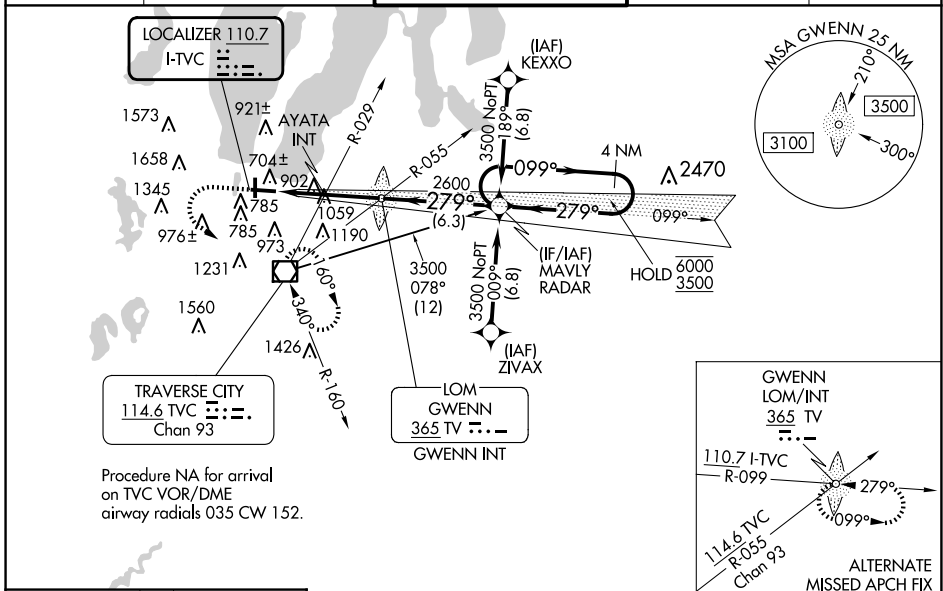 LOCALIZER 110.7
I-TVC
(IAF)
KEXXO
MSA GWENN 25 NM
210°
3500
3100
300°
1573
921±
AYATA
INT
R-029
R-055
3500 NoPT
189°
(6.8)
4 NM
099°
2470
1658
704±
902
2600
279°
(6.3)
279°
099°
1345
785
1059
976±
785
973
1190
(IF/IAF)
MAVLY
RADAR
HOLD
6000
3500
1231
3500
078°
(12)
3500 NoPT
009°
(6.8)
160°
340°
1560
1426
R-160
(IAF)
ZIVAX
TRAVERSE CITY
114.6 TVC
Chan 93
LOM
GWENN
365 TV
GWENN INT
Procedure NA for arrival
on TVC VOR/DME
airway radials 035 CW 152.
GWENN
LOM/INT
365 TV
110.7 I-TVC
R-099
279°
099°
114.6 TVC
R-055
Chan 93
ALTERNATE
MISSED APCH FIX